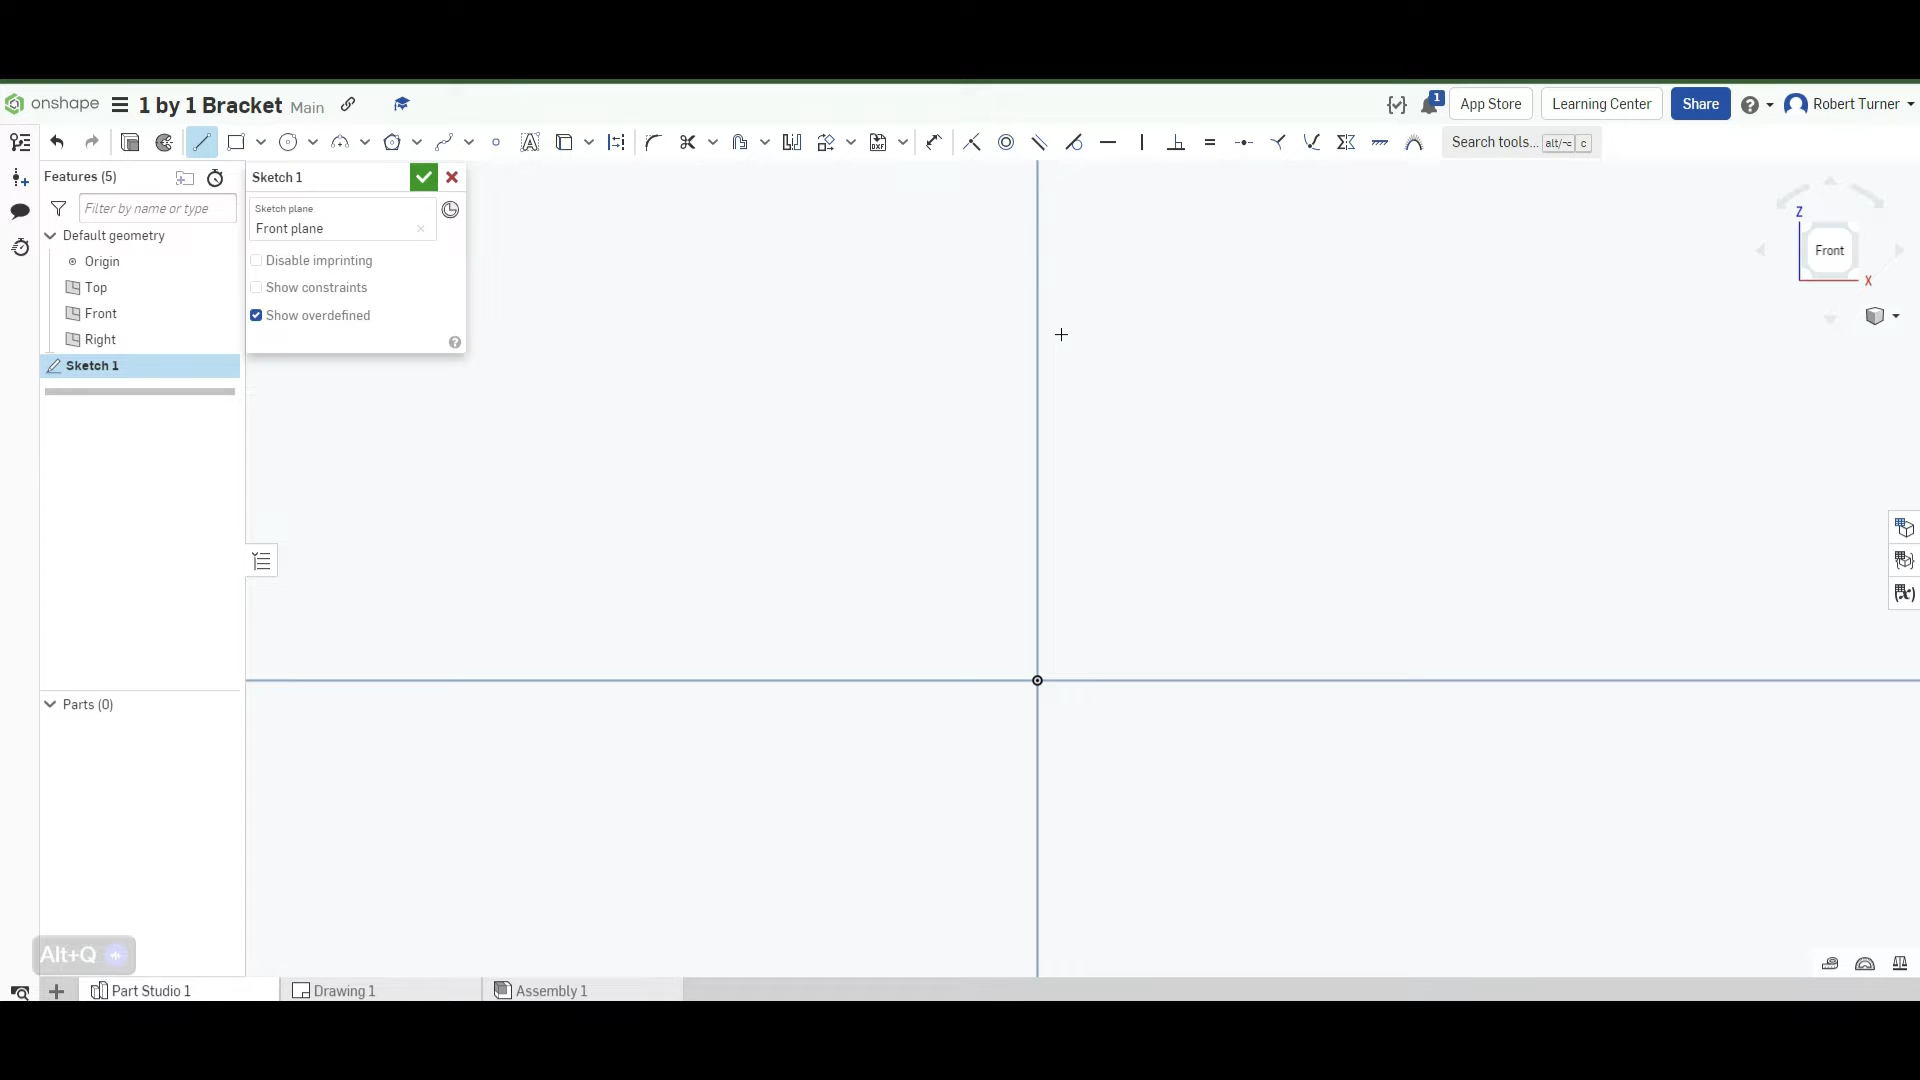 onshape 1 by 1 Bracket Main 1 App Store Learning Center Share Robert Turner
Search tools... alt/⌥ c
Features (5)
Filter by name or type
Default geometry
Origin
Top
Front
Right
Sketch 1
Parts (0)
Sketch 1
Sketch plane
Front plane
Disable imprinting
Show constraints
Show overdefined
Z
Front
X
Alt+Q
Part Studio 1 Drawing 1 Assembly 1